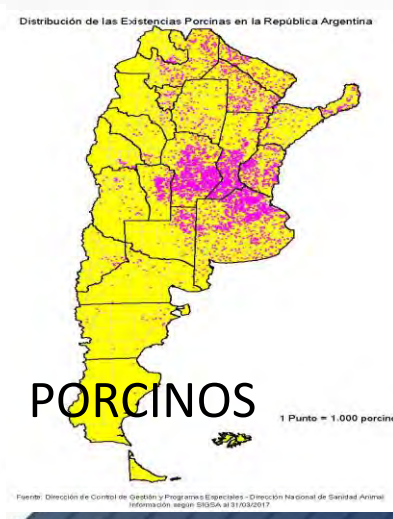 Distribución de las Existencias Porcinas en la República Argentina
PORCINOS
1 Punto = 1.000 porcino
Fuente: Dirección de Control de Gestión y Programas Especiales - Dirección Nacional de Sanidad Animal
Información según SIGSA al 31/03/2017